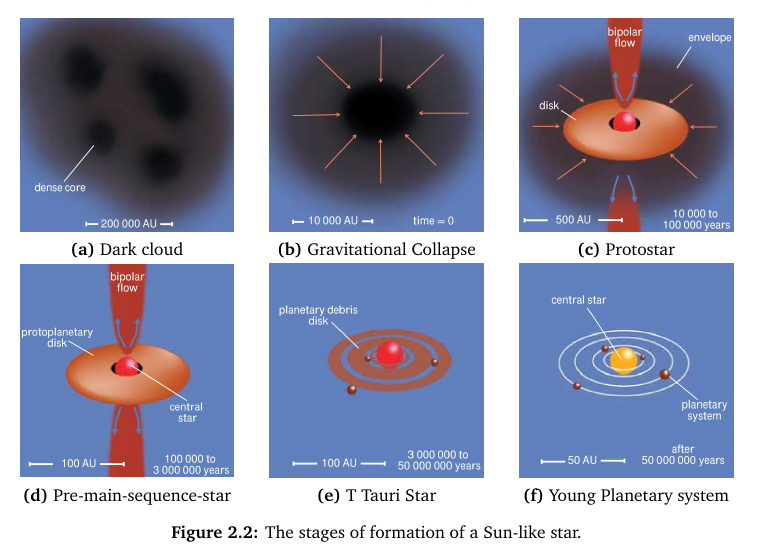 dense core
200 000 AU
(a) Dark cloud
10 000 AU
time = 0
(b) Gravitational Collapse
bipolar
flow
envelope
disk
500 AU
10 000 to
100 000 years
(c) Protostar
bipolar
flow
protoplanetary
disk
central
star
100 AU
100 000 to
3 000 000 years
(d) Pre-main-sequence-star
planetary debris
disk
100 AU
3 000 000 to
50 000 000 years
(e) T Tauri Star
central star
planetary
system
50 AU
after
50 000 000 years
(f) Young Planetary system
Figure 2.2: The stages of formation of a Sun-like star.